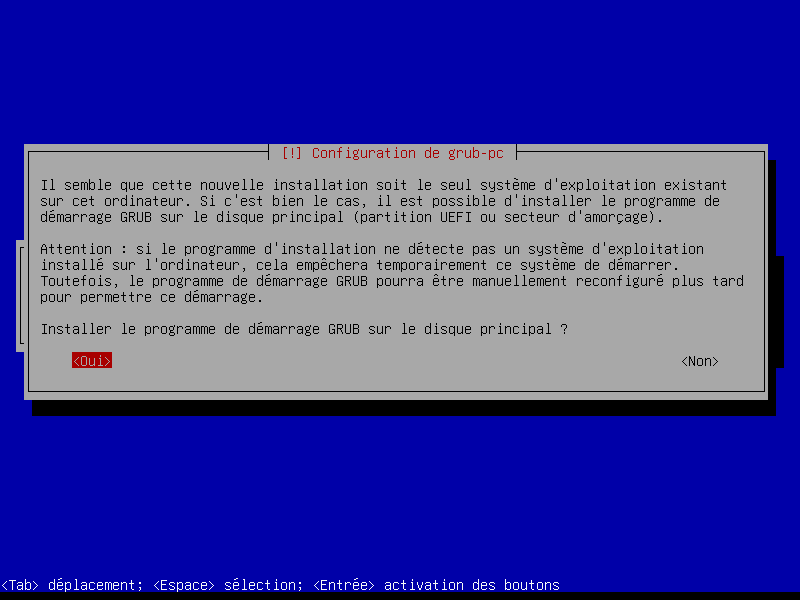 [!] Configuration de grub-pc
Il semble que cette nouvelle installation soit le seul système d'exploitation existant
sur cet ordinateur. Si c'est bien le cas, il est possible d'installer le programme de
démarrage GRUB sur le disque principal (partition UEFI ou secteur d'amorçage).
Attention : si le programme d'installation ne détecte pas un système d'exploitation
installé sur l'ordinateur, cela empêchera temporairement ce système de démarrer.
Toutefois, le programme de démarrage GRUB pourra être manuellement reconfiguré plus tard
pour permettre ce démarrage.
Installer le programme de démarrage GRUB sur le disque principal ?
<Oui> <Non>
<Tab> déplacement; <Espace> sélection; <Entrée> activation des boutons